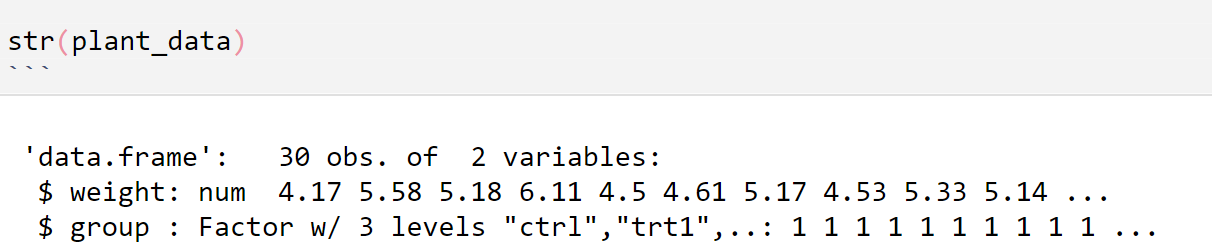 str(plant_data)
```
'data.frame':   30 obs. of  2 variables:
 $ weight: num  4.17 5.58 5.18 6.11 4.5 4.61 5.17 4.53 5.33 5.14 ...
 $ group : Factor w/ 3 levels "ctrl","trt1",..: 1 1 1 1 1 1 1 1 1 1 ...